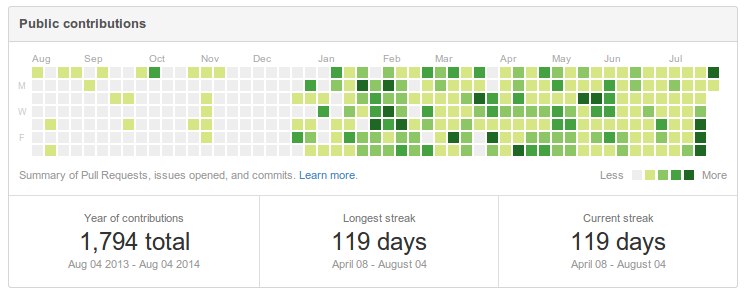 Public contributions
Aug Sep Oct Nov Dec Jan Feb Mar Apr May Jun Jul
M
W
F
Summary of Pull Requests, issues opened, and commits. Learn more.
Less More
Year of contributions
1,794 total
Aug 04 2013 - Aug 04 2014
Longest streak
119 days
April 08 - August 04
Current streak
119 days
April 08 - August 04